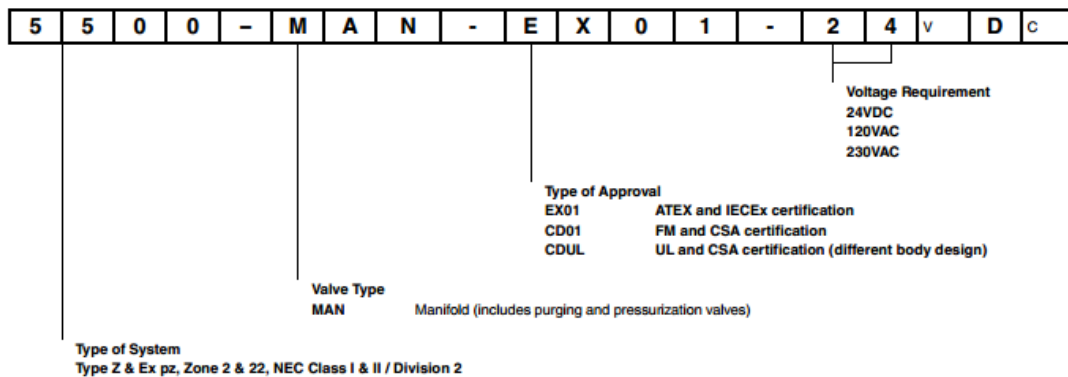 5 5 0 0 – M A N - E X 0 1 - 2 4 V D C
Voltage Requirement
24VDC
120VAC
230VAC
Type of Approval
EX01 ATEX and IECEx certification
CD01 FM and CSA certification
CDUL UL and CSA certification (different body design)
Valve Type
MAN Manifold (includes purging and pressurization valves)
Type of System
Type Z & Ex pz, Zone 2 & 22, NEC Class I & II / Division 2